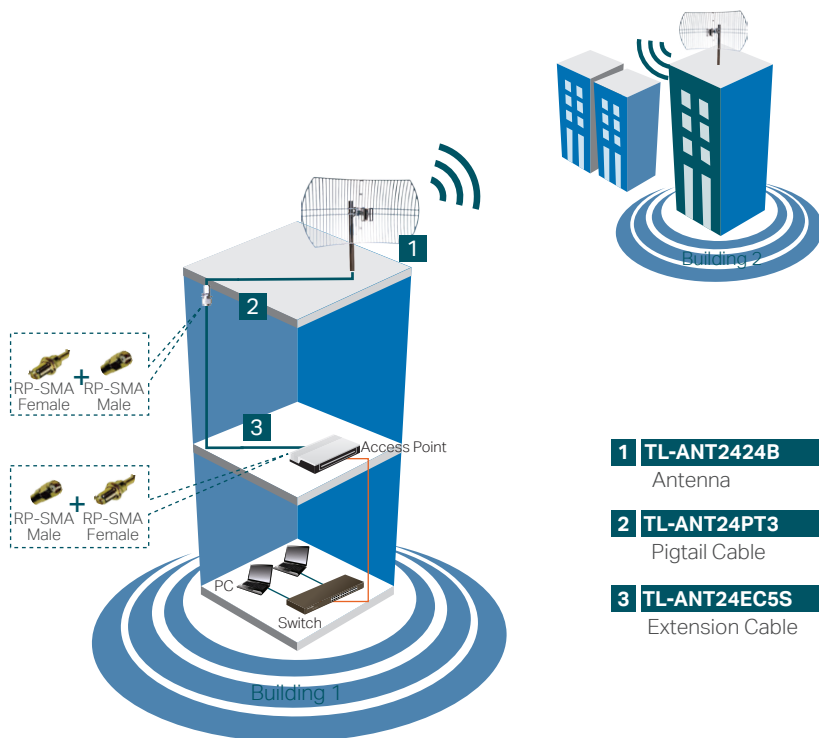 Building 2
1
2
RP-SMA Female
+
RP-SMA Male
3
Access Point
RP-SMA Male
+
RP-SMA Female
PC
Switch
Building 1
1 TL-ANT2424B
Antenna
2 TL-ANT24PT3
Pigtail Cable
3 TL-ANT24EC5S
Extension Cable